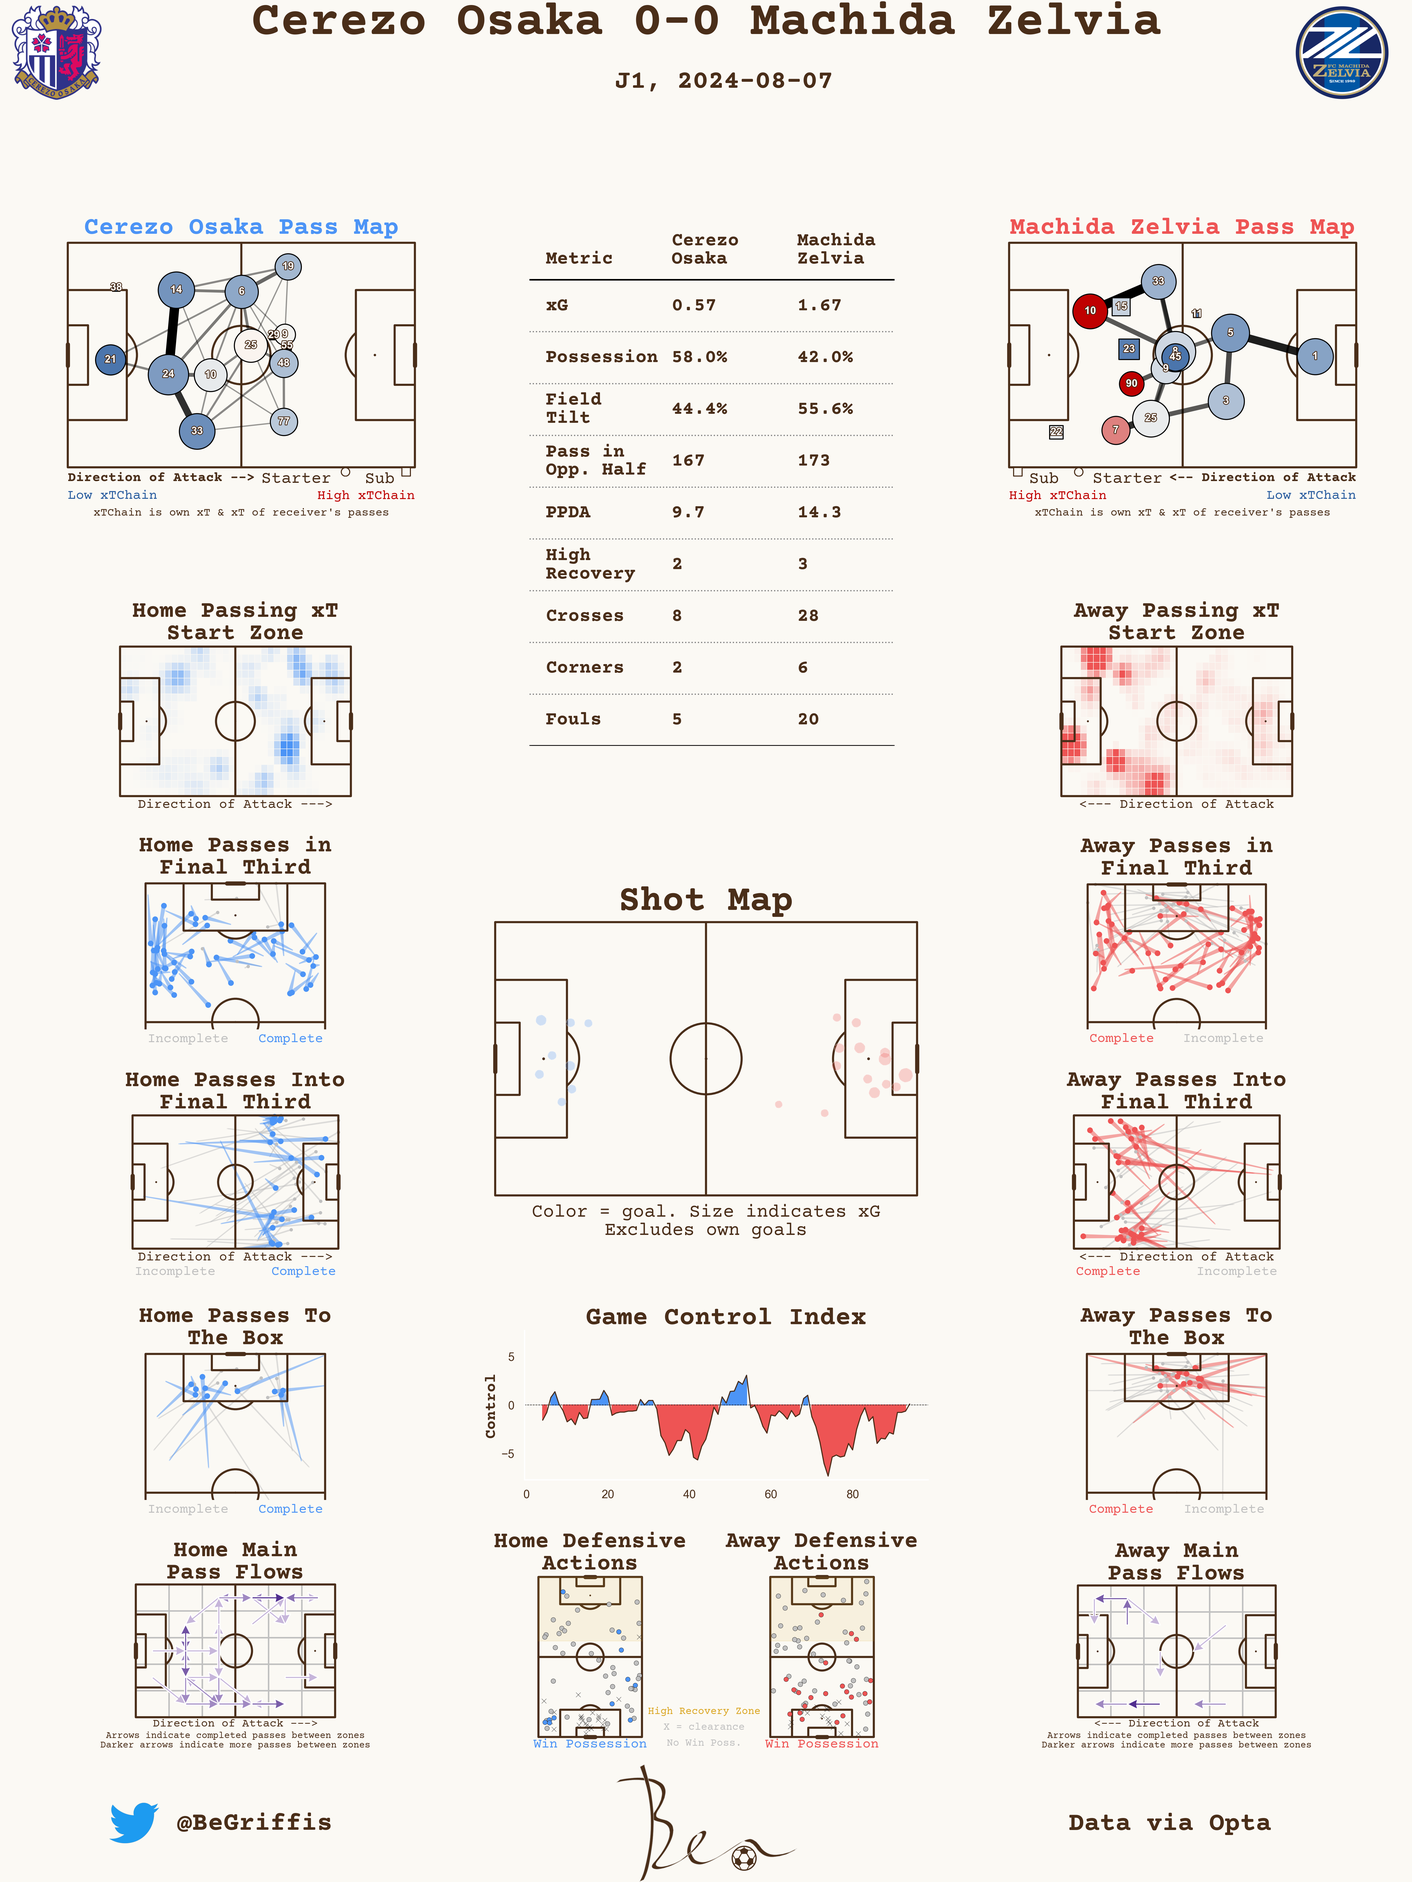 Cerezo Osaka 0-0 Machida Zelvia
J1, 2024-08-07
CEREZO OSAKA
FC MACHIDA
ZELVIA
SINCE 1989
Cerezo Osaka Pass Map
38
14
6
19
21
24
10
25
29
9
55
48
33
77
Direction of Attack -->
Starter
Sub
Low xTChain
High xTChain
xTChain is own xT & xT of receiver's passes
Metric
Cerezo
Osaka
Machida
Zelvia
xG 0.57 1.67
Possession 58.0% 42.0%
Field
Tilt
44.4% 55.6%
Pass in
Opp. Half
167 173
PPDA 9.7 14.3
High
Recovery
2 3
Crosses 8 28
Corners 2 6
Fouls 5 20
Machida Zelvia Pass Map
33
10
15
11
5
1
23
8
45
9
90
3
25
7
22
Sub
Starter
<-- Direction of Attack
High xTChain
Low xTChain
xTChain is own xT & xT of receiver's passes
Home Passing xT
Start Zone
Direction of Attack --->
Away Passing xT
Start Zone
<--- Direction of Attack
Home Passes in
Final Third
Incomplete
Complete
Away Passes in
Final Third
Complete
Incomplete
Shot Map
Color = goal. Size indicates xG
Excludes own goals
Home Passes Into
Final Third
Direction of Attack --->
Incomplete
Complete
Away Passes Into
Final Third
<--- Direction of Attack
Complete
Incomplete
Home Passes To
The Box
Incomplete
Complete
Game Control Index
Control
5
0
−5
0
20
40
60
80
Away Passes To
The Box
Complete
Incomplete
Home Main
Pass Flows
Direction of Attack --->
Arrows indicate completed passes between zones
Darker arrows indicate more passes between zones
Home Defensive
Actions
Win Possession
High Recovery Zone
X = clearance
No Win Poss.
Away Defensive
Actions
Win Possession
Away Main
Pass Flows
<--- Direction of Attack
Arrows indicate completed passes between zones
Darker arrows indicate more passes between zones
@BeGriffis
Ben
Data via Opta